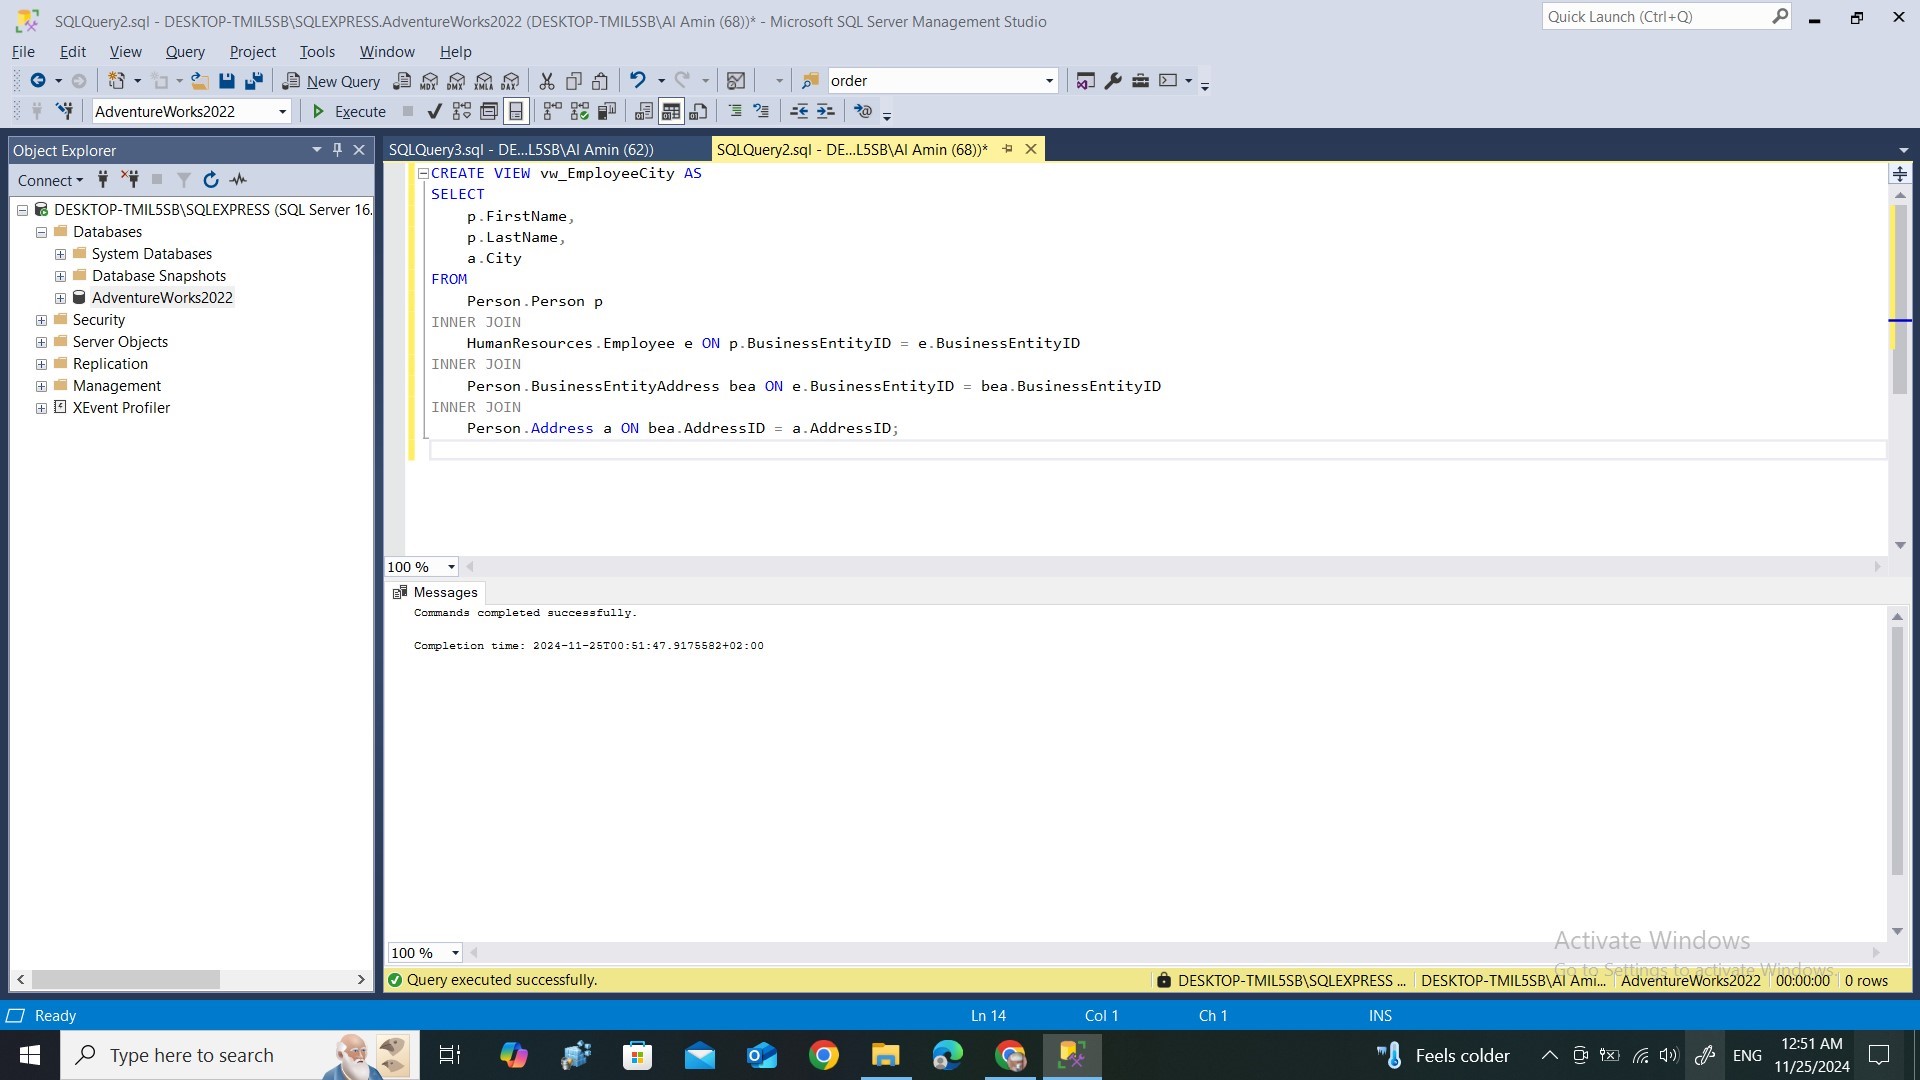 SQLQuery2.sql - DESKTOP-TMIL5SB\SQLEXPRESS.AdventureWorks2022 (DESKTOP-TMIL5SB\Al Amin (68))* - Microsoft SQL Server Management Studio
Quick Launch (Ctrl+Q)
File Edit View Query Project Tools Window Help
New Query MDX DMX XMLA DAX order
AdventureWorks2022 Execute
Object Explorer
SQLQuery3.sql - DE...L5SB\Al Amin (62))
SQLQuery2.sql - DE...L5SB\Al Amin (68))*
Connect
DESKTOP-TMIL5SB\SQLEXPRESS (SQL Server 16.
Databases
System Databases
Database Snapshots
AdventureWorks2022
Security
Server Objects
Replication
Management
XEvent Profiler
CREATE VIEW vw_EmployeeCity AS
SELECT
p.FirstName,
p.LastName,
a.City
FROM
Person.Person p
INNER JOIN
HumanResources.Employee e ON p.BusinessEntityID = e.BusinessEntityID
INNER JOIN
Person.BusinessEntityAddress bea ON e.BusinessEntityID = bea.BusinessEntityID
INNER JOIN
Person.Address a ON bea.AddressID = a.AddressID;
100 %
Messages
Commands completed successfully.
Completion time: 2024-11-25T00:51:47.9175582+02:00
100 %
Activate Windows
Go to Settings to activate Windows.
Query executed successfully.
DESKTOP-TMIL5SB\SQLEXPRESS ... DESKTOP-TMIL5SB\Al Ami... AdventureWorks2022 00:00:00 0 rows
Ready Ln 14 Col 1 Ch 1 INS
Type here to search
Feels colder
ENG
12:51 AM
11/25/2024